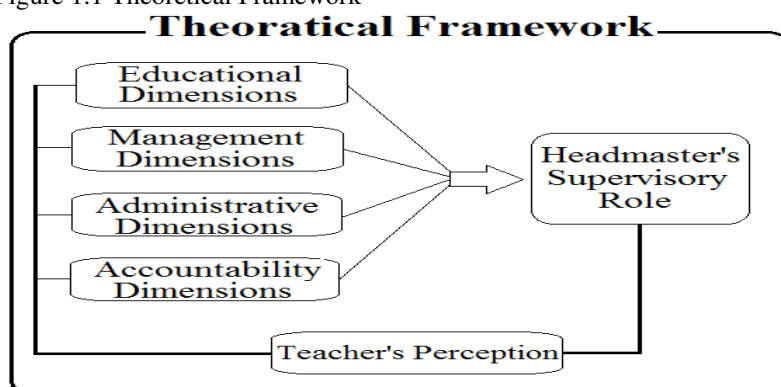 Figure 1.1 Theoretical Framework
Theoratical Framework
Educational
Dimensions
Management
Dimensions
Administrative
Dimensions
Accountability
Dimensions
Headmaster's
Supervisory
Role
Teacher's Perception